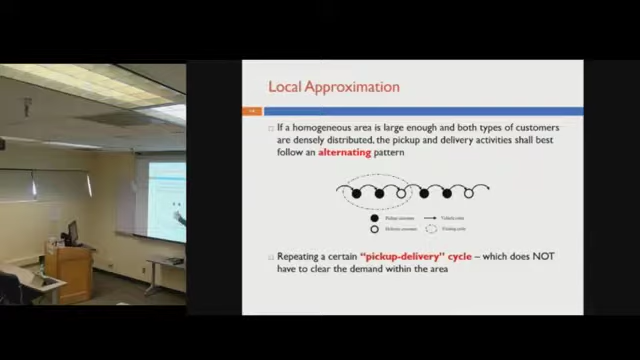 Local Approximation
If a homogeneous area is large enough and both types of customers
are densely distributed, the pickup and delivery activities shall best
follow an alternating pattern
Pickup customer
Delivery customer
Repeating a certain “pickup-delivery” cycle – which does NOT
have to clear the demand within the area